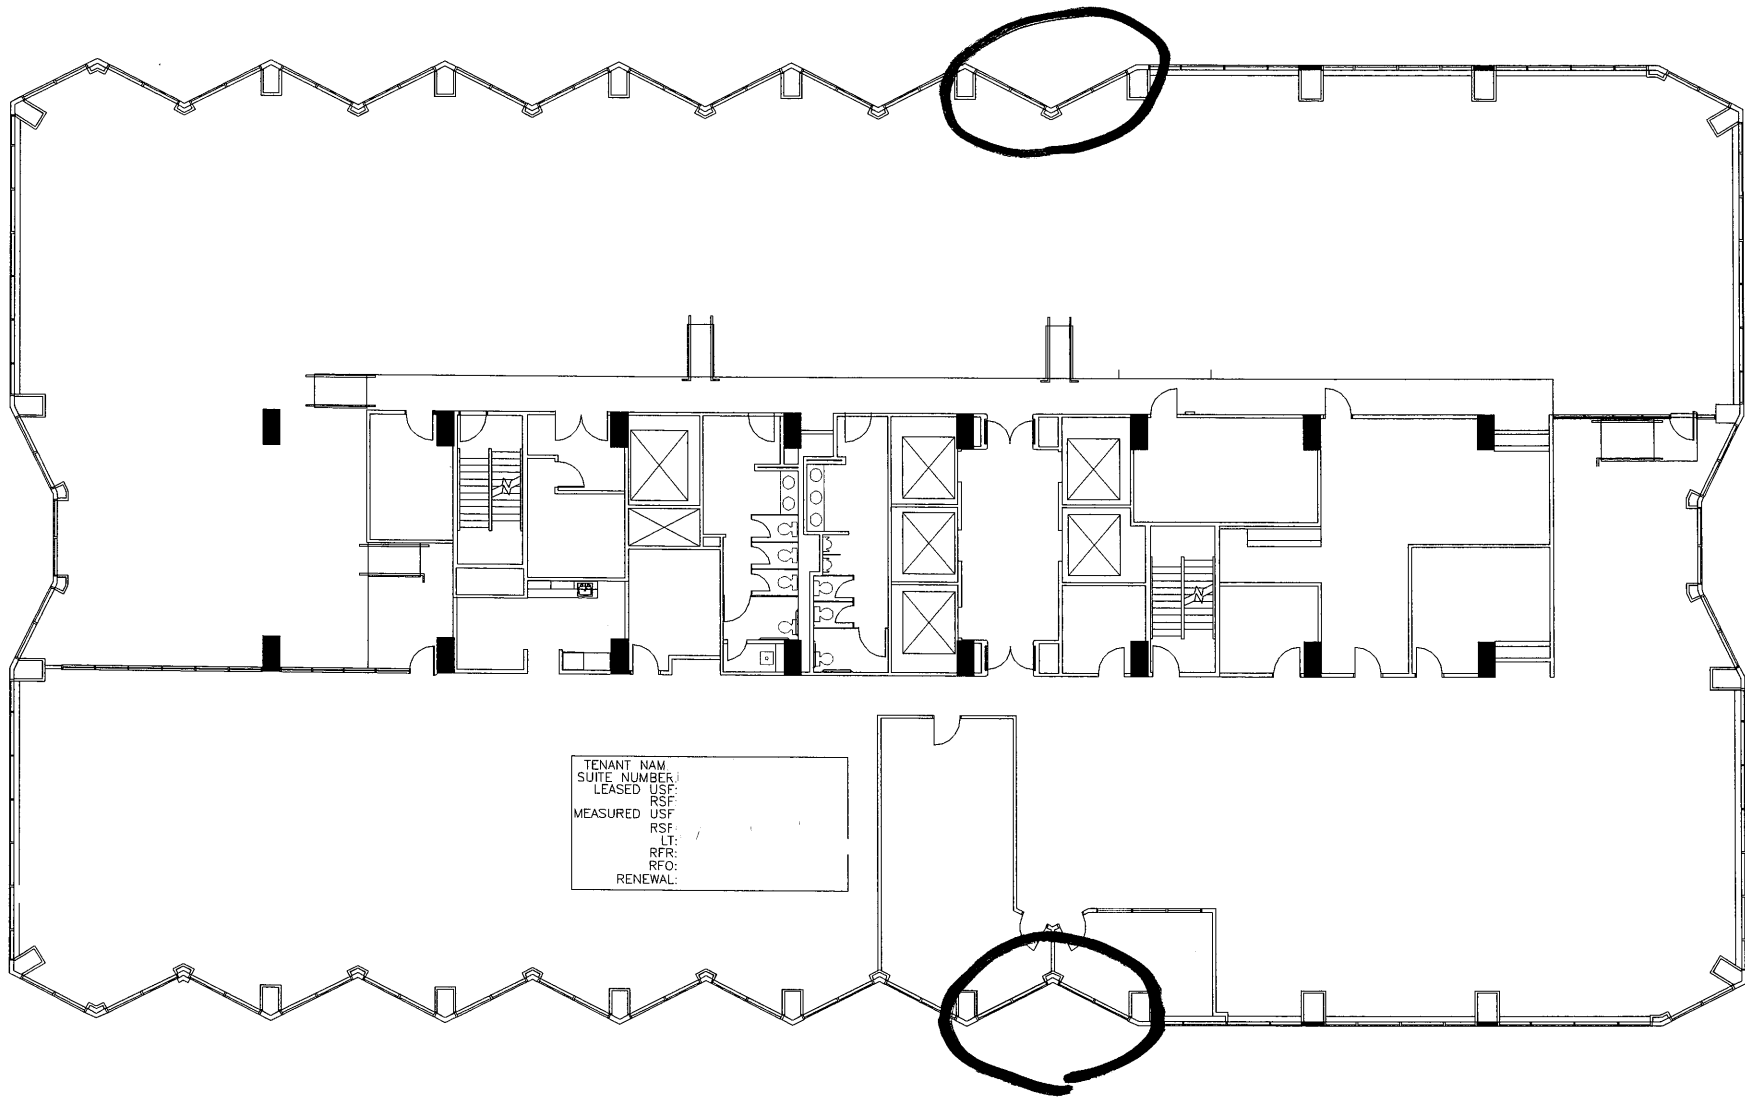 TENANT NAM
SUITE NUMBER:
LEASED USF:
RSF:
MEASURED USF
RSF:
LT:
RFR:
RFO:
RENEWAL: